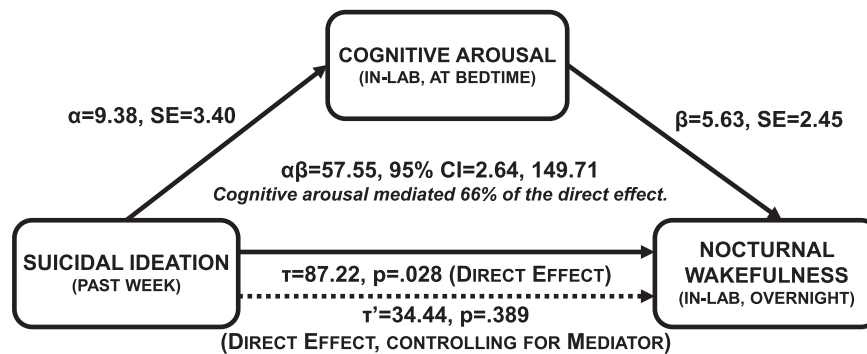 COGNITIVE AROUSAL
(IN-LAB, AT BEDTIME)
α=9.38, SE=3.40
β=5.63, SE=2.45
αβ=57.55, 95% CI=2.64, 149.71
Cognitive arousal mediated 66% of the direct effect.
SUICIDAL IDEATION
(PAST WEEK)
NOCTURNAL
WAKEFULNESS
(IN-LAB, OVERNIGHT)
τ=87.22, p=.028 (DIRECT EFFECT)
τ'=34.44, p=.389
(DIRECT EFFECT, CONTROLLING FOR MEDIATOR)